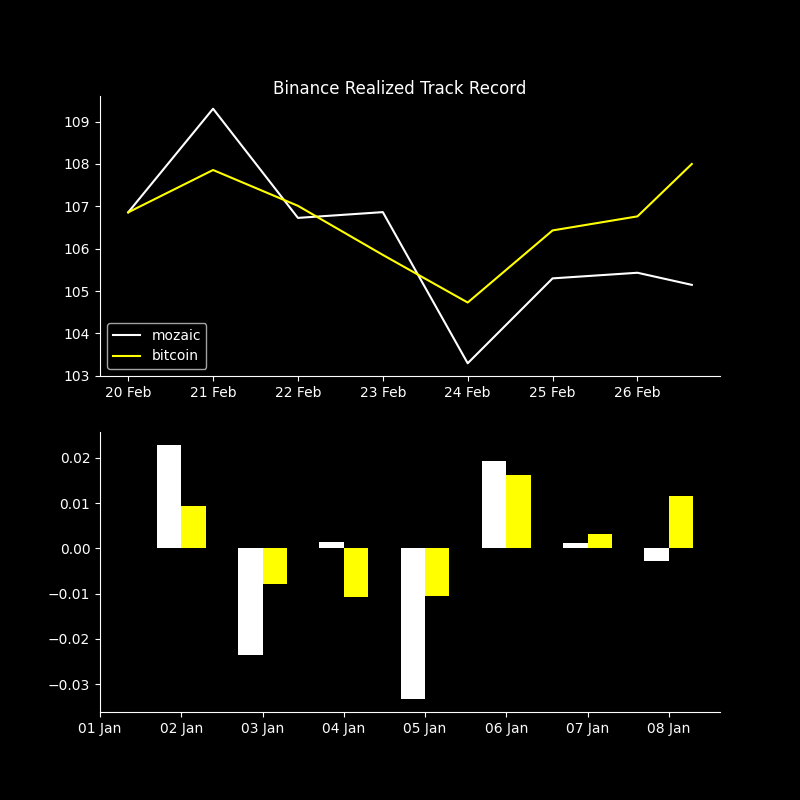 Binance Realized Track Record
109
108
107
106
105
104
103
mozaic
bitcoin
20 Feb 21 Feb 22 Feb 23 Feb 24 Feb 25 Feb 26 Feb
0.02
0.01
0.00
−0.01
−0.02
−0.03
01 Jan 02 Jan 03 Jan 04 Jan 05 Jan 06 Jan 07 Jan 08 Jan